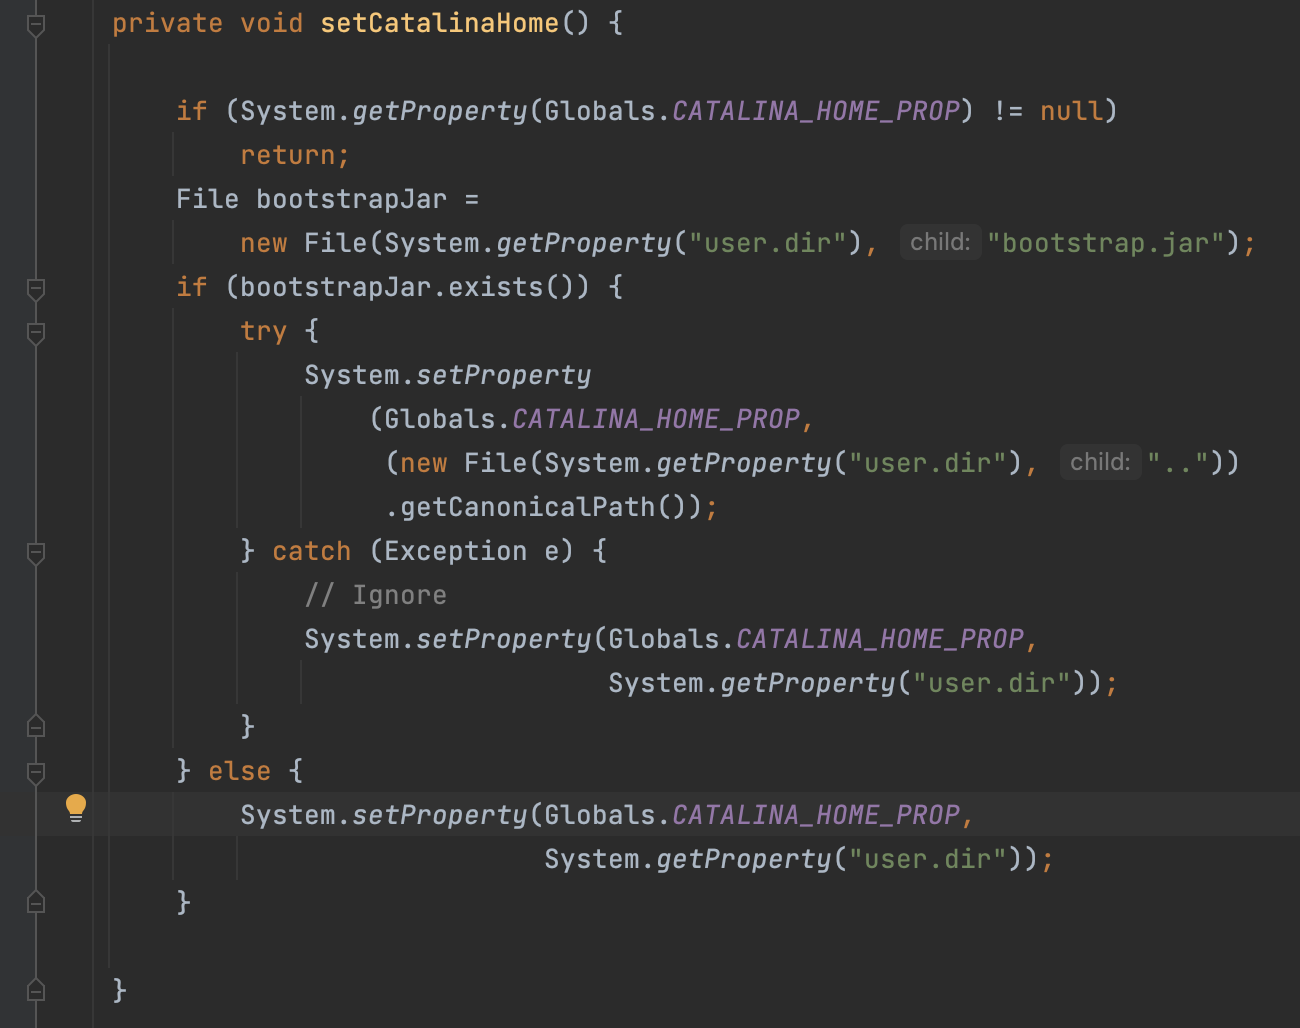 private void setCatalinaHome() {
if (System.getProperty(Globals.CATALINA_HOME_PROP) != null)
return;
File bootstrapJar =
new File(System.getProperty("user.dir"), child: "bootstrap.jar");
if (bootstrapJar.exists()) {
try {
System.setProperty
(Globals.CATALINA_HOME_PROP,
(new File(System.getProperty("user.dir"), child: ".."))
.getCanonicalPath());
} catch (Exception e) {
// Ignore
System.setProperty(Globals.CATALINA_HOME_PROP,
System.getProperty("user.dir"));
}
} else {
System.setProperty(Globals.CATALINA_HOME_PROP,
System.getProperty("user.dir"));
}
}